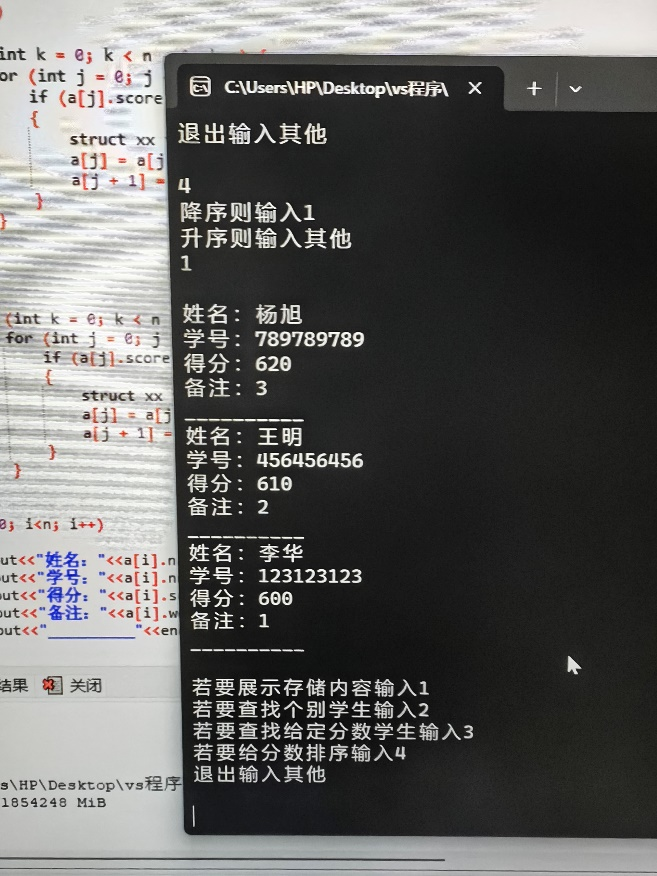 int k = 0; k < n
or (int j = 0; j
if (a[j].score
{
struct xx
a[j] = a[j
a[j + 1] =
}
}
(int k = 0; k < n
for (int j = 0; j
if (a[j].score
{
struct xx
a[j] = a[j
a[j + 1] =
}
}
0; i<n; i++)
out<<"姓名: "<<a[i].n
out<<"学号: "<<a[i].n
out<<"得分: "<<a[i].s
out<<"备注: "<<a[i].w
out<<"__________"<<en
结果 关闭
s\HP\Desktop\vs程序
1854248 MiB
C:\Users\HP\Desktop\vs程序\
退出输入其他
4
降序则输入1
升序则输入其他
1
姓名: 杨旭
学号: 789789789
得分: 620
备注: 3
__________
姓名: 王明
学号: 456456456
得分: 610
备注: 2
__________
姓名: 李华
学号: 123123123
得分: 600
备注: 1
__________
若要展示存储内容输入1
若要查找个别学生输入2
若要查找给定分数学生输入3
若要给分数排序输入4
退出输入其他